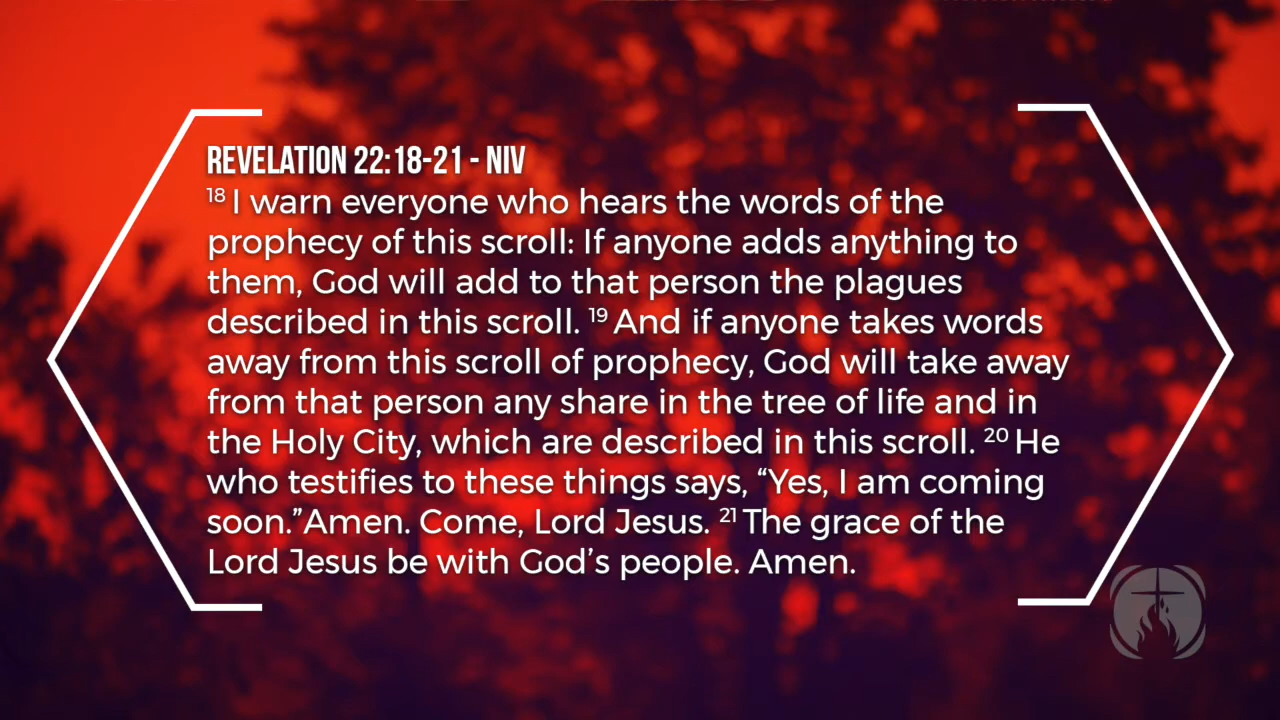 REVELATION 22:18-21 - NIV
18 I warn everyone who hears the words of the
prophecy of this scroll: If anyone adds anything to
them, God will add to that person the plagues
described in this scroll. 19 And if anyone takes words
away from this scroll of prophecy, God will take away
from that person any share in the tree of life and in
the Holy City, which are described in this scroll. 20 He
who testifies to these things says, “Yes, I am coming
soon.”Amen. Come, Lord Jesus. 21 The grace of the
Lord Jesus be with God’s people. Amen.